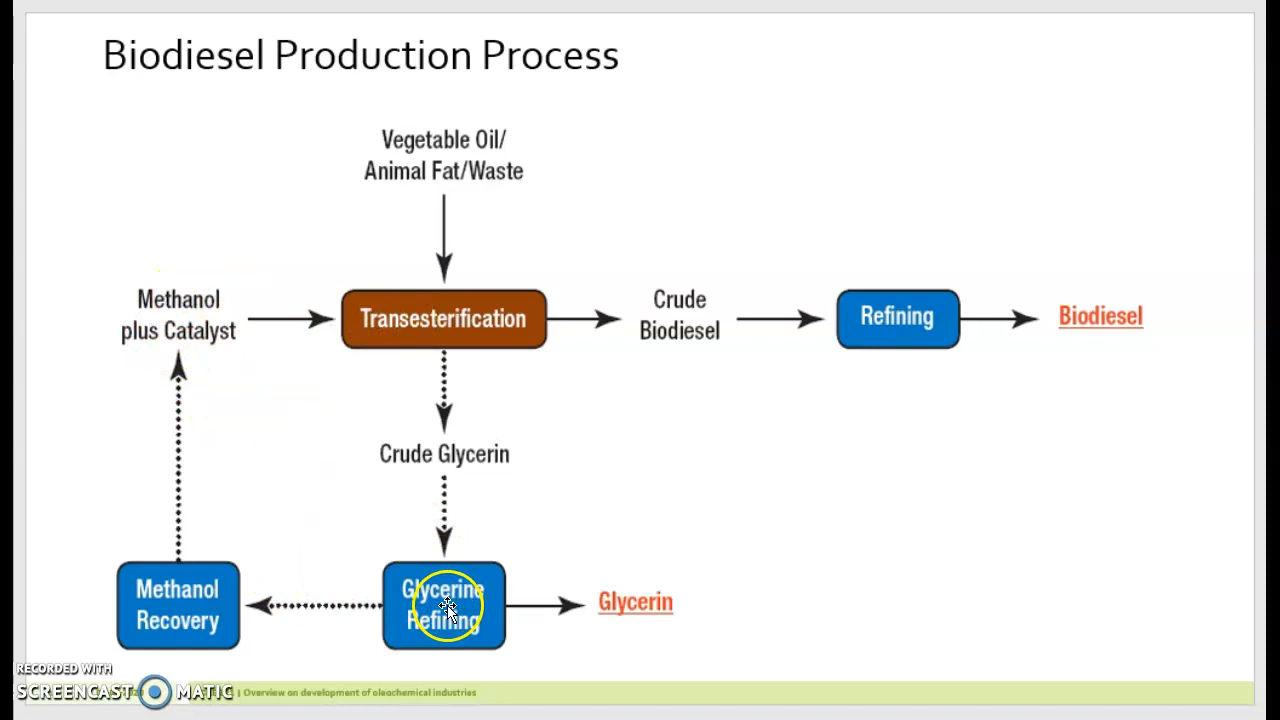 Biodiesel Production Process
Vegetable Oil/
Animal Fat/Waste
Methanol
plus Catalyst
Transesterification
Crude
Biodiesel
Refining
Biodiesel
Crude Glycerin
Methanol
Recovery
Glycerine
Refining
Glycerin
RECORDED WITH
SCREENCAST MATIC
| Overview on development of oleochemical industries